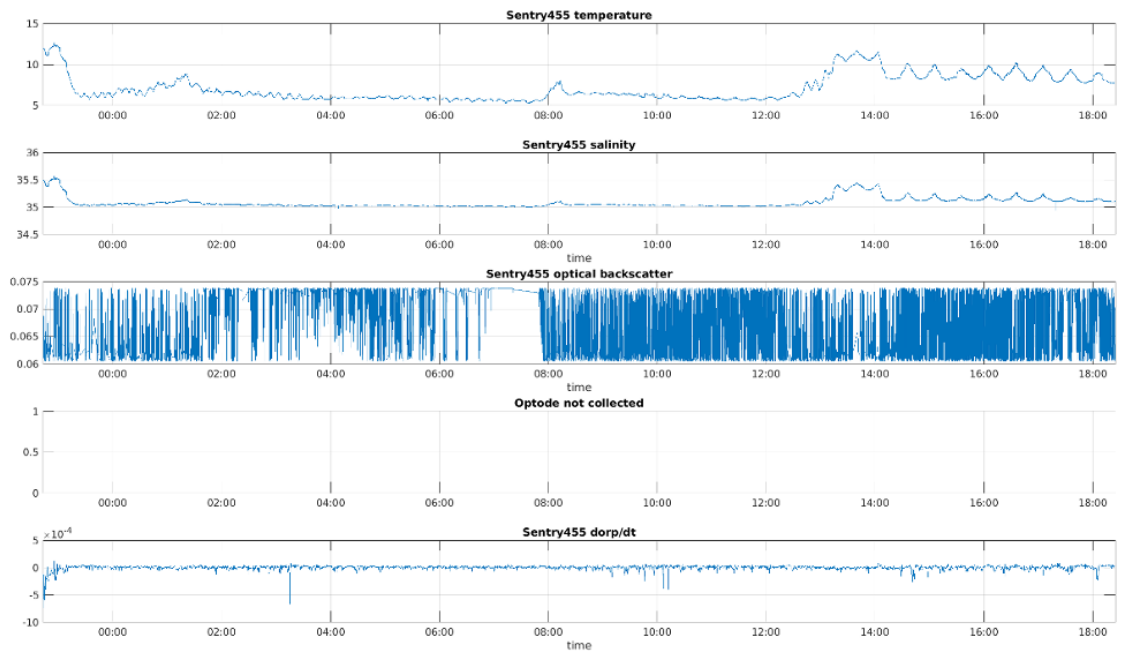 Sentry455 temperature
15
10
5
00:00 02:00 04:00 06:00 08:00 10:00 12:00 14:00 16:00 18:00
Sentry455 salinity
36
35.5
35
34.5
00:00 02:00 04:00 06:00 08:00 10:00 12:00 14:00 16:00 18:00
time
Sentry455 optical backscatter
0.075
0.07
0.065
0.06
00:00 02:00 04:00 06:00 08:00 10:00 12:00 14:00 16:00 18:00
time
Optode not collected
1
0.5
0
00:00 02:00 04:00 06:00 08:00 10:00 12:00 14:00 16:00 18:00
Sentry455 dorp/dt
×10⁻⁴
5
0
-5
-10
00:00 02:00 04:00 06:00 08:00 10:00 12:00 14:00 16:00 18:00
time